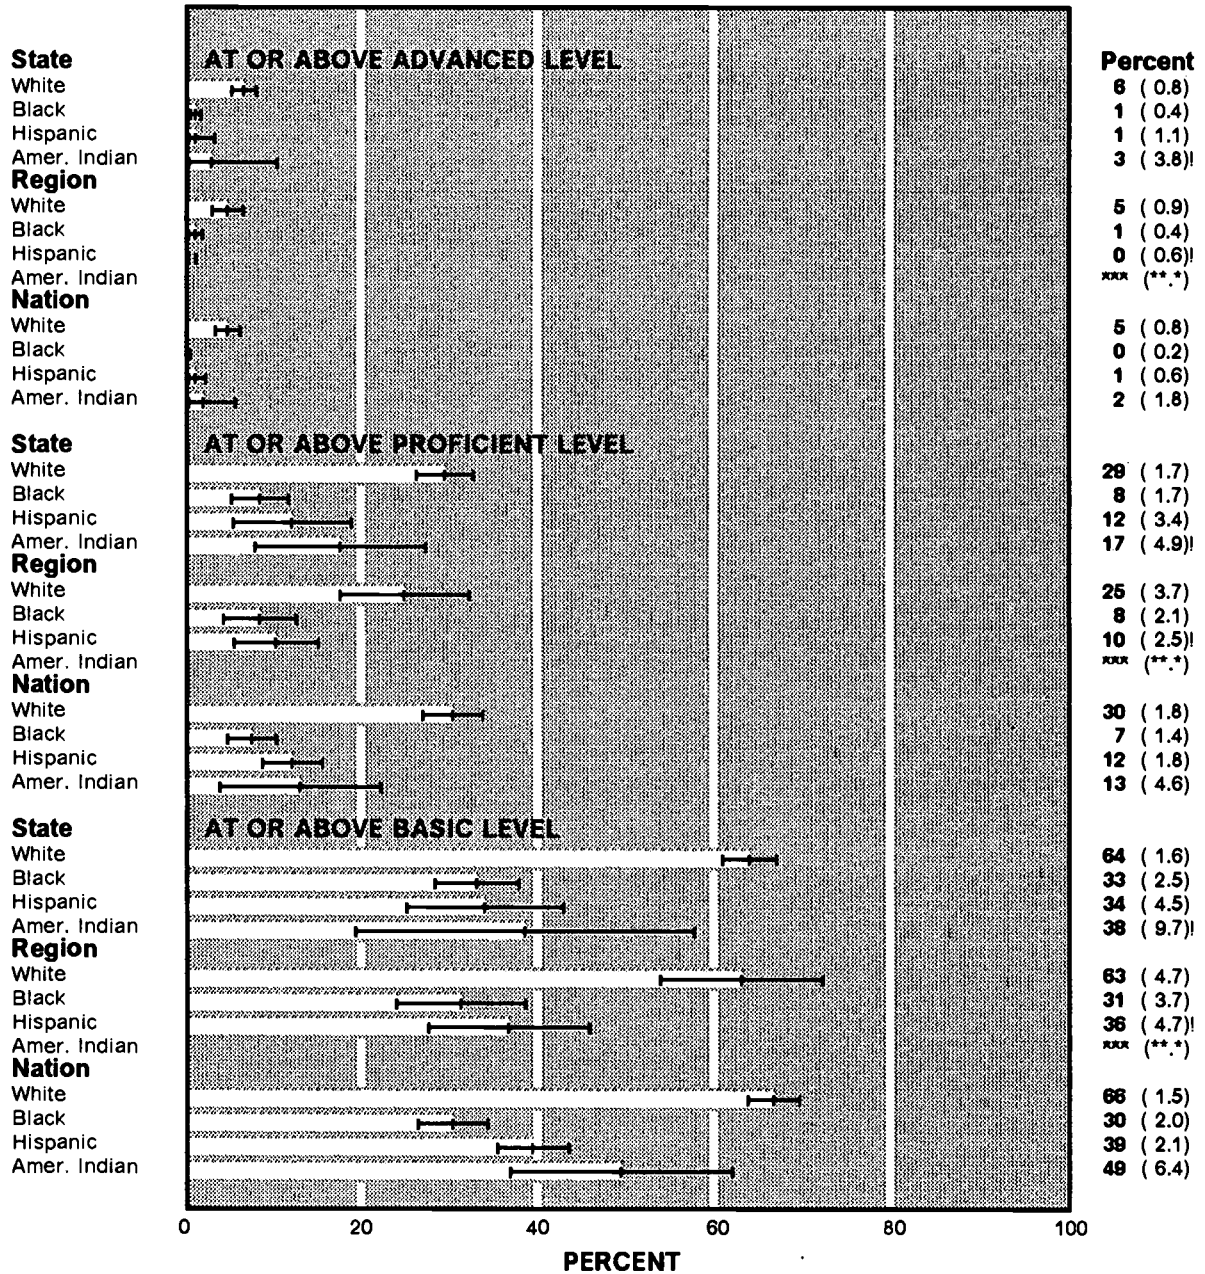 State AT OR ABOVE ADVANCED LEVEL Percent
White 6 ( 0.8)
Black 1 ( 0.4)
Hispanic 1 ( 1.1)
Amer. Indian 3 ( 3.8)!
Region
White 5 ( 0.9)
Black 1 ( 0.4)
Hispanic 0 ( 0.6)!
Amer. Indian *** (**.*)
Nation
White 5 ( 0.8)
Black 0 ( 0.2)
Hispanic 1 ( 0.6)
Amer. Indian 2 ( 1.8)
State AT OR ABOVE PROFICIENT LEVEL
White 29 ( 1.7)
Black 8 ( 1.7)
Hispanic 12 ( 3.4)
Amer. Indian 17 ( 4.9)!
Region
White 25 ( 3.7)
Black 8 ( 2.1)
Hispanic 10 ( 2.5)!
Amer. Indian *** (**.*)
Nation
White 30 ( 1.8)
Black 7 ( 1.4)
Hispanic 12 ( 1.8)
Amer. Indian 13 ( 4.6)
State AT OR ABOVE BASIC LEVEL
White 64 ( 1.6)
Black 33 ( 2.5)
Hispanic 34 ( 4.5)
Amer. Indian 38 ( 9.7)!
Region
White 63 ( 4.7)
Black 31 ( 3.7)
Hispanic 36 ( 4.7)!
Amer. Indian *** (**.*)
Nation
White 66 ( 1.5)
Black 30 ( 2.0)
Hispanic 39 ( 2.1)
Amer. Indian 49 ( 6.4)
0 20 40 60 80 100
PERCENT